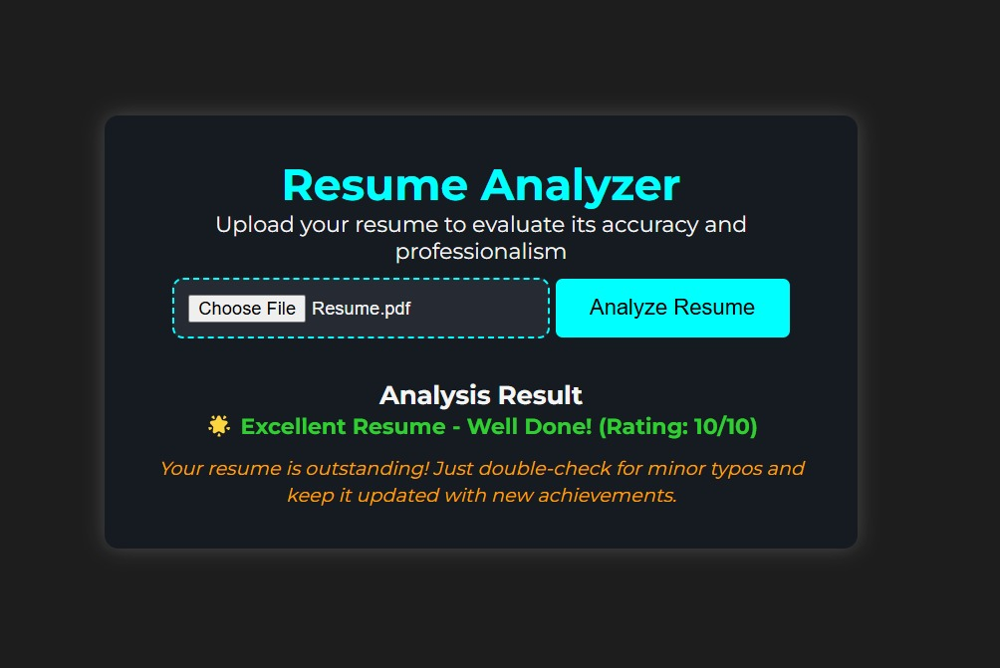 Resume Analyzer
Upload your resume to evaluate its accuracy and
professionalism
Choose File Resume.pdf Analyze Resume
Analysis Result
🌟 Excellent Resume - Well Done! (Rating: 10/10)
Your resume is outstanding! Just double-check for minor typos and
keep it updated with new achievements.